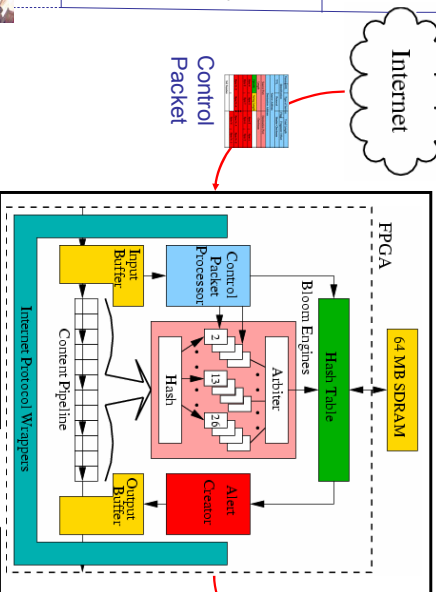 Internet
Control
Packet
FPGA
64 MB SDRAM
Hash Table
Control
Packet
Processor
Bloom Engines
Arbiter
2
13
26
Hash
Alert
Creator
Input
Buffer
Content Pipeline
Output
Buffer
Internet Protocol Wrappers